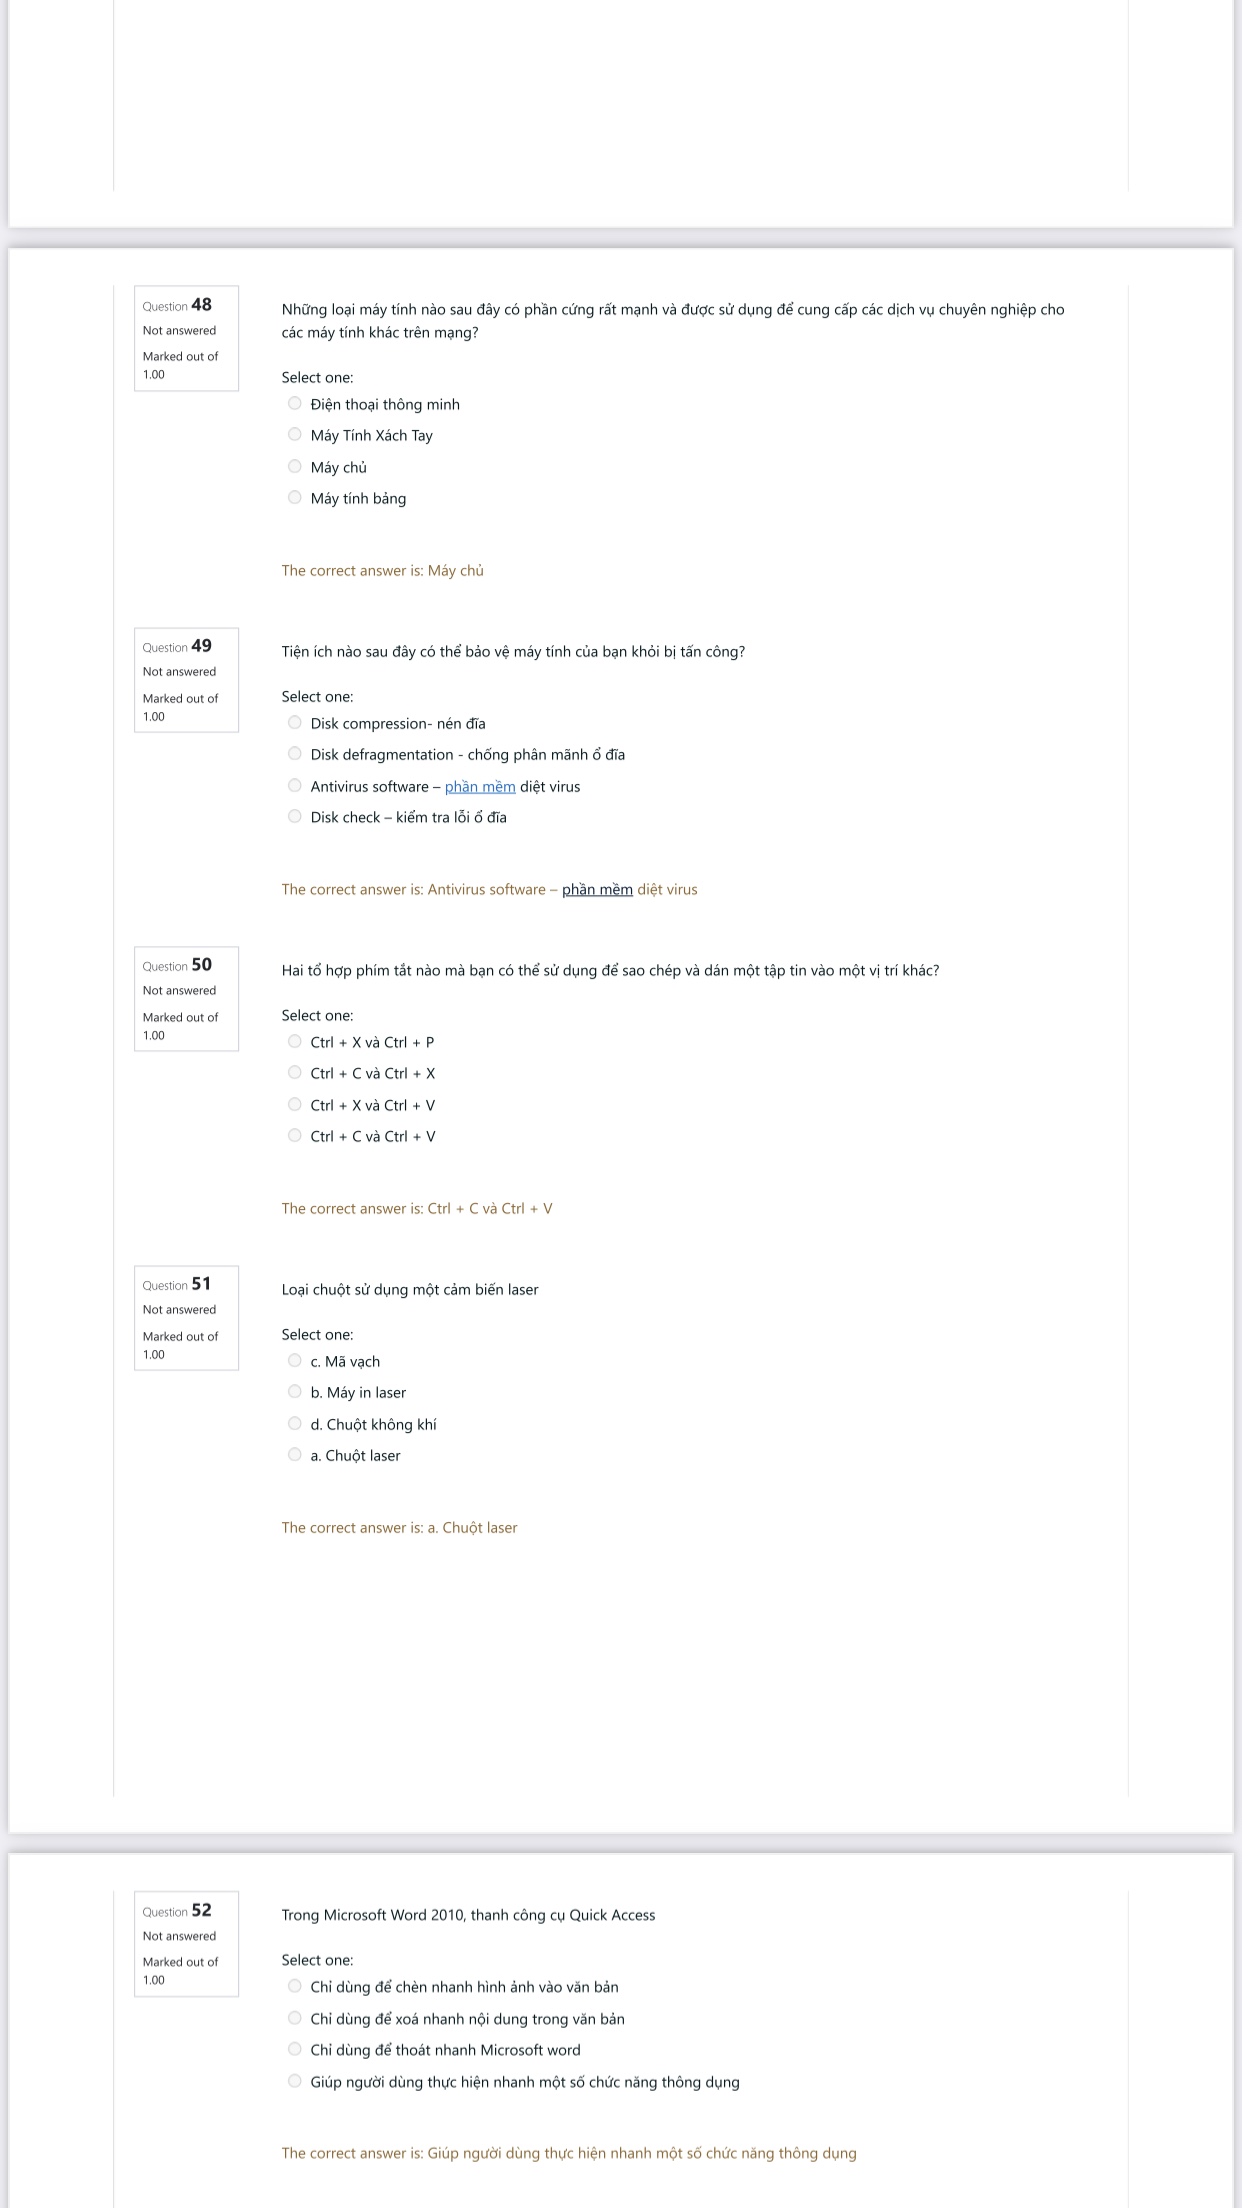 Question 48
Not answered
Marked out of
1.00
Những loại máy tính nào sau đây có phần cứng rất mạnh và được sử dụng để cung cấp các dịch vụ chuyên nghiệp cho
các máy tính khác trên mạng?
Select one:
Điện thoại thông minh
Máy Tính Xách Tay
Máy chủ
Máy tính bảng
The correct answer is: Máy chủ
Question 49
Not answered
Marked out of
1.00
Tiện ích nào sau đây có thể bảo vệ máy tính của bạn khỏi bị tấn công?
Select one:
Disk compression- nén đĩa
Disk defragmentation - chống phân mãnh ổ đĩa
Antivirus software – phần mềm diệt virus
Disk check – kiểm tra lỗi ổ đĩa
The correct answer is: Antivirus software – phần mềm diệt virus
Question 50
Not answered
Marked out of
1.00
Hai tổ hợp phím tắt nào mà bạn có thể sử dụng để sao chép và dán một tập tin vào một vị trí khác?
Select one:
Ctrl + X và Ctrl + P
Ctrl + C và Ctrl + X
Ctrl + X và Ctrl + V
Ctrl + C và Ctrl + V
The correct answer is: Ctrl + C và Ctrl + V
Question 51
Not answered
Marked out of
1.00
Loại chuột sử dụng một cảm biến laser
Select one:
c. Mã vạch
b. Máy in laser
d. Chuột không khí
a. Chuột laser
The correct answer is: a. Chuột laser
Question 52
Not answered
Marked out of
1.00
Trong Microsoft Word 2010, thanh công cụ Quick Access
Select one:
Chỉ dùng để chèn nhanh hình ảnh vào văn bản
Chỉ dùng để xoá nhanh nội dung trong văn bản
Chỉ dùng để thoát nhanh Microsoft word
Giúp người dùng thực hiện nhanh một số chức năng thông dụng
The correct answer is: Giúp người dùng thực hiện nhanh một số chức năng thông dụng